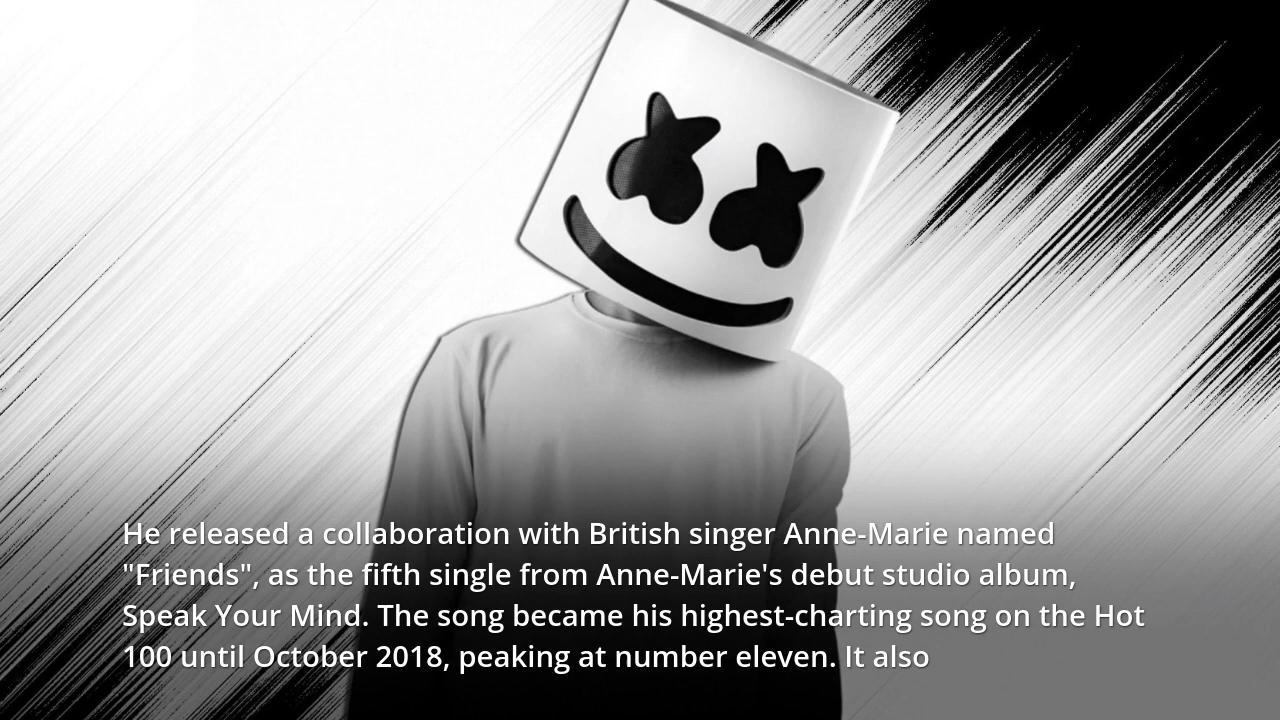 He released a collaboration with British singer Anne-Marie named
"Friends", as the fifth single from Anne-Marie's debut studio album,
Speak Your Mind. The song became his highest-charting song on the Hot
100 until October 2018, peaking at number eleven. It also